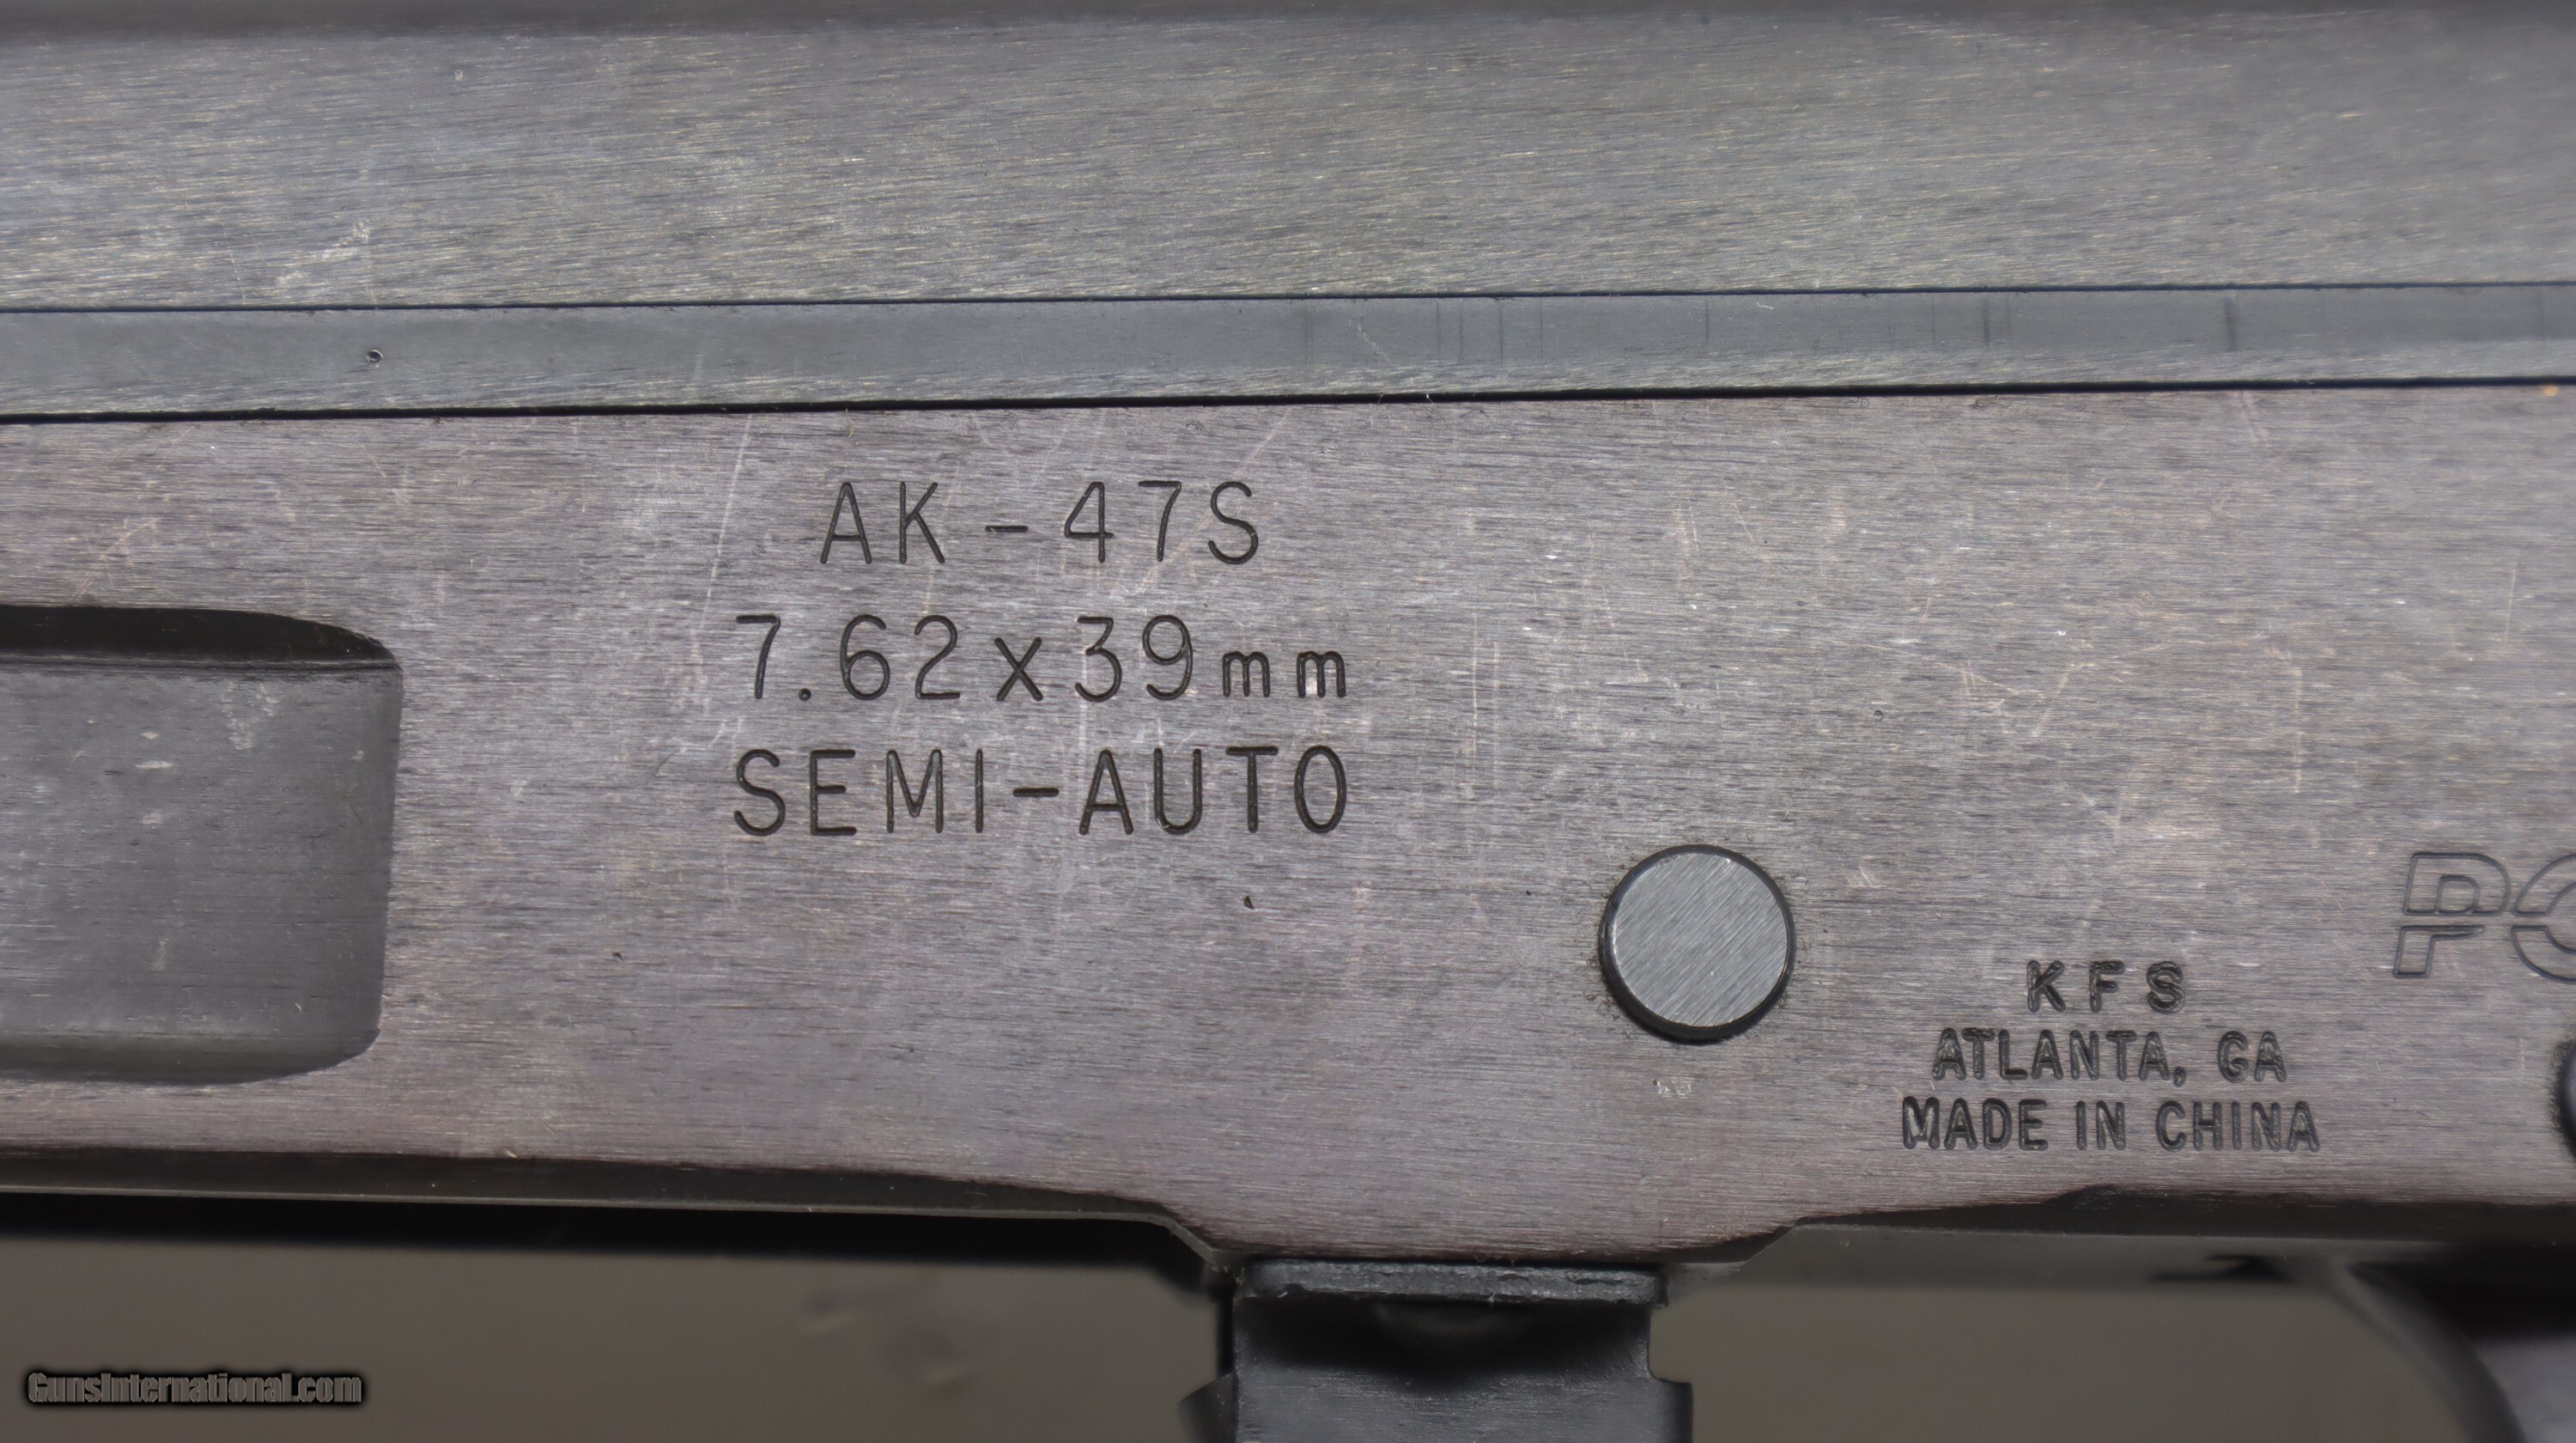 AK-47S
7.62x39mm
SEMI-AUTO
KFS
ATLANTA, GA
MADE IN CHINA
GunsInternational.com